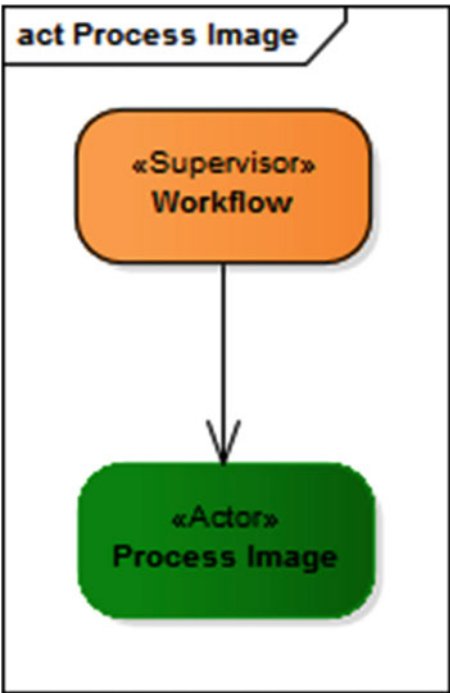 act Process Image
«Supervisor»
Workflow
«Actor»
Process Image